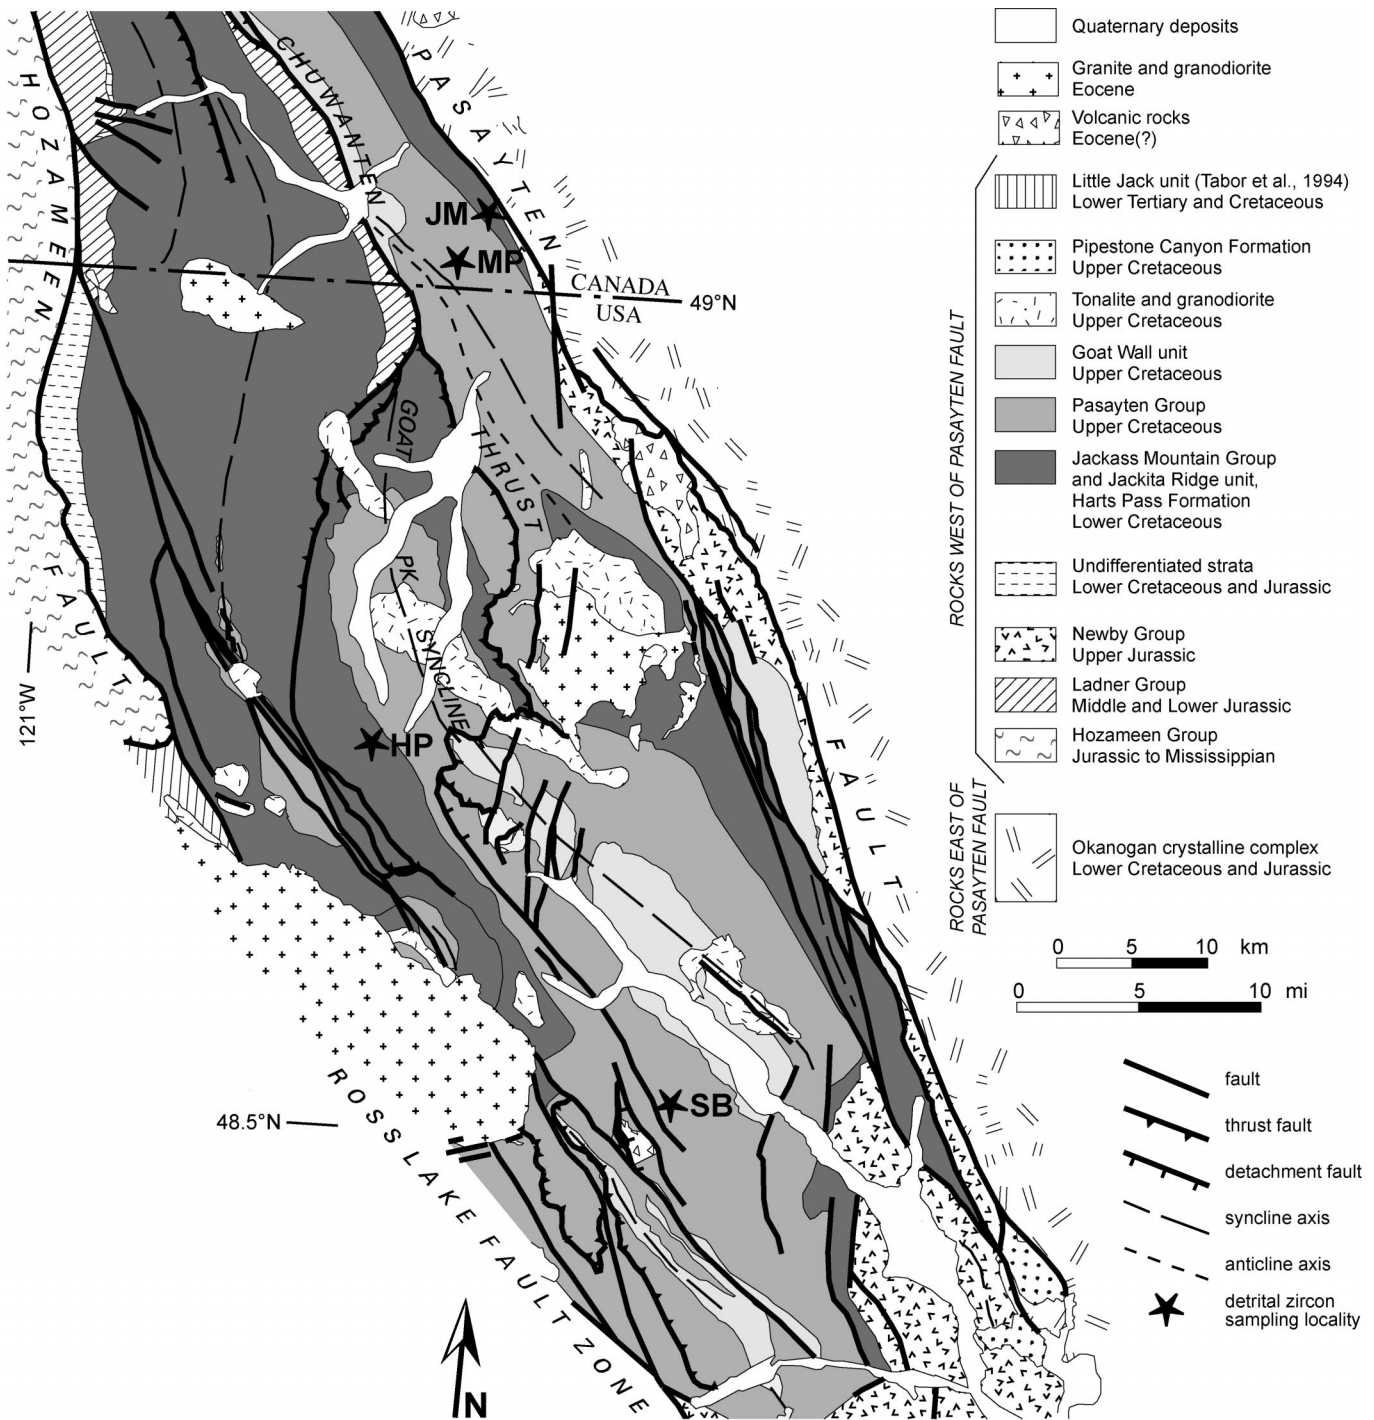 CHUWANTEN
PASAYTEN
HOZAMEEN
JM
MP
CANADA
USA
49°N
GOAT
THRUST
PK
SYNCLINE
FAULT
121°W
HP
FAULT
SB
48.5°N
ROSS LAKE FAULT ZONE
N
Quaternary deposits
Granite and granodiorite
Eocene
Volcanic rocks
Eocene(?)
ROCKS WEST OF PASAYTEN FAULT
Little Jack unit (Tabor et al., 1994)
Lower Tertiary and Cretaceous
Pipestone Canyon Formation
Upper Cretaceous
Tonalite and granodiorite
Upper Cretaceous
Goat Wall unit
Upper Cretaceous
Pasayten Group
Upper Cretaceous
Jackass Mountain Group
and Jackita Ridge unit,
Harts Pass Formation
Lower Cretaceous
Undifferentiated strata
Lower Cretaceous and Jurassic
Newby Group
Upper Jurassic
Ladner Group
Middle and Lower Jurassic
Hozameen Group
Jurassic to Mississippian
ROCKS EAST OF
PASAYTEN FAULT
Okanogan crystalline complex
Lower Cretaceous and Jurassic
0 5 10 km
0 5 10 mi
fault
thrust fault
detachment fault
syncline axis
anticline axis
detrital zircon
sampling locality